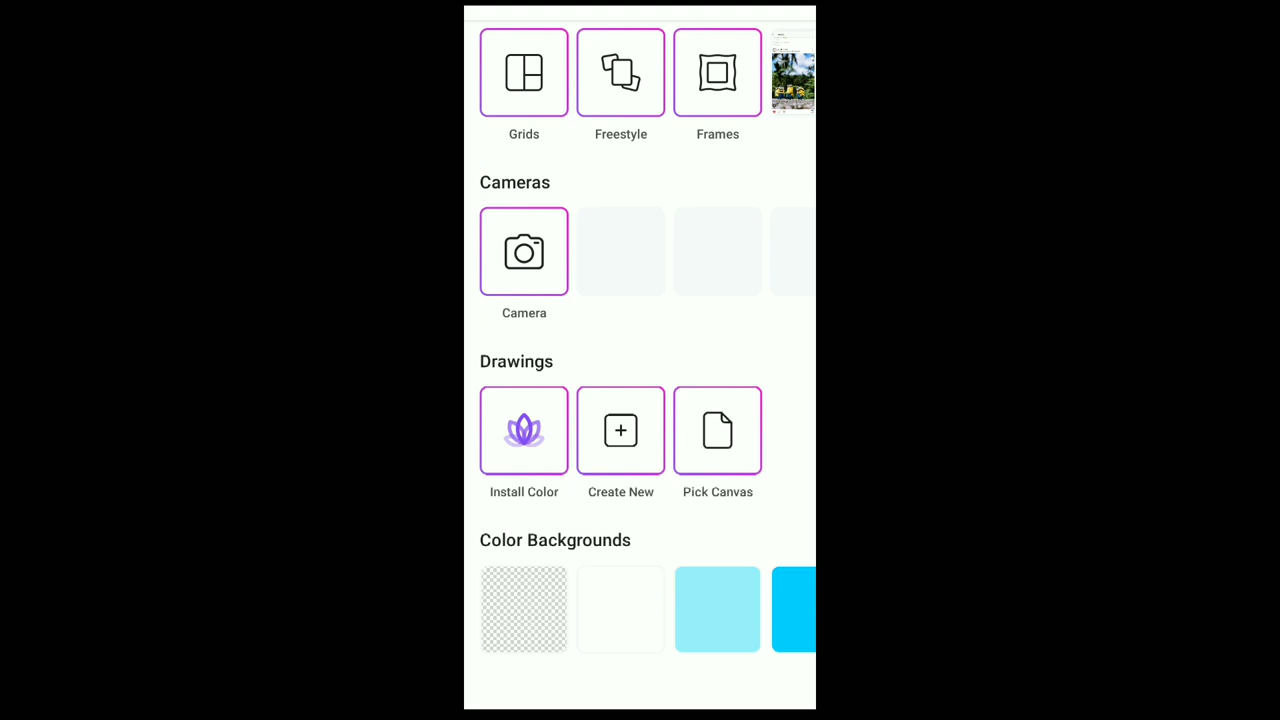 Grids Freestyle Frames
Cameras
Camera
Drawings
Install Color Create New Pick Canvas
Color Backgrounds